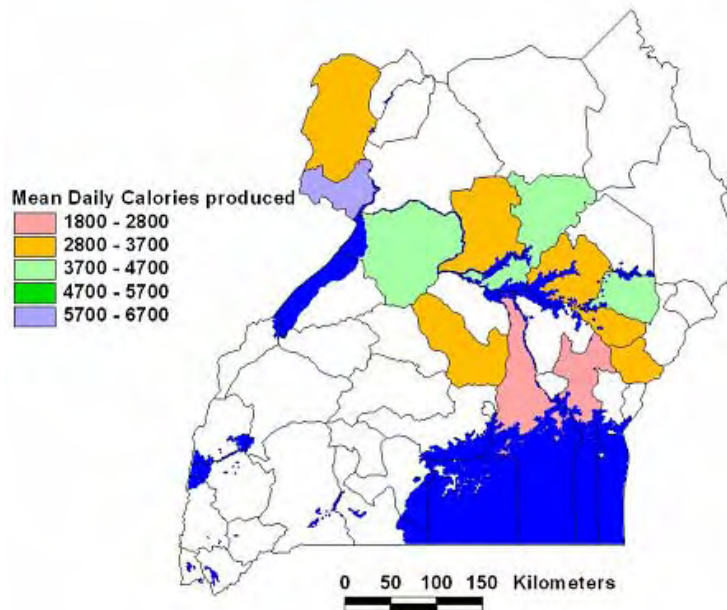 Mean Daily Calories produced
1800 - 2800
2800 - 3700
3700 - 4700
4700 - 5700
5700 - 6700
0 50 100 150 Kilometers